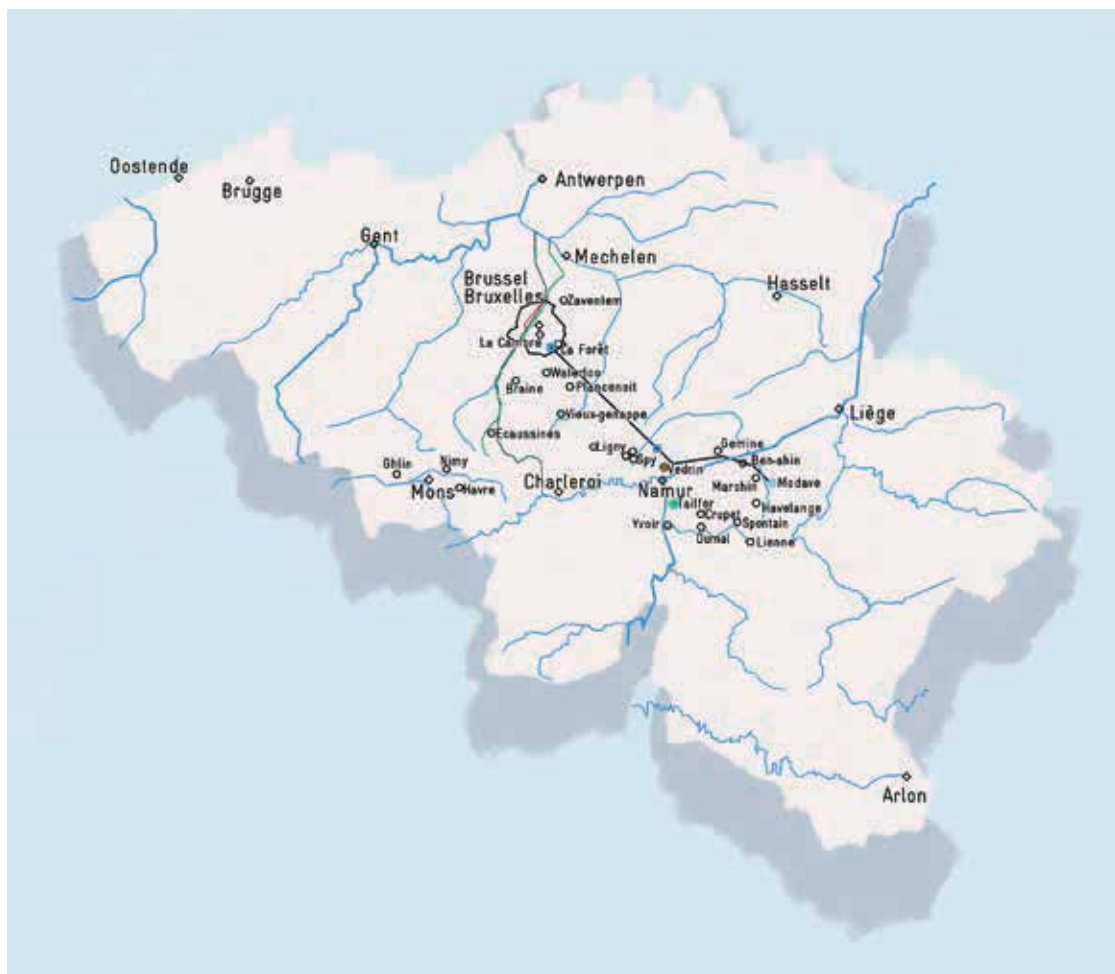 Oostende
Brugge
Antwerpen
Gent
Mechelen
Brussel
Bruxelles
Zaventem
Hasselt
La Cambre
La Forêt
Waterloo
Braine
Plancenoit
Vieux-genappe
Liège
Ecaussines
Ligny
Spy
Vedrin
Gemine
Ben-ahin
Modave
Marchin
Ghlin
Nimy
Mons
Havre
Charleroi
Namur
Tailfer
Crupet
Havelange
Yvoir
Spontain
Durnal
Lienne
Arlon